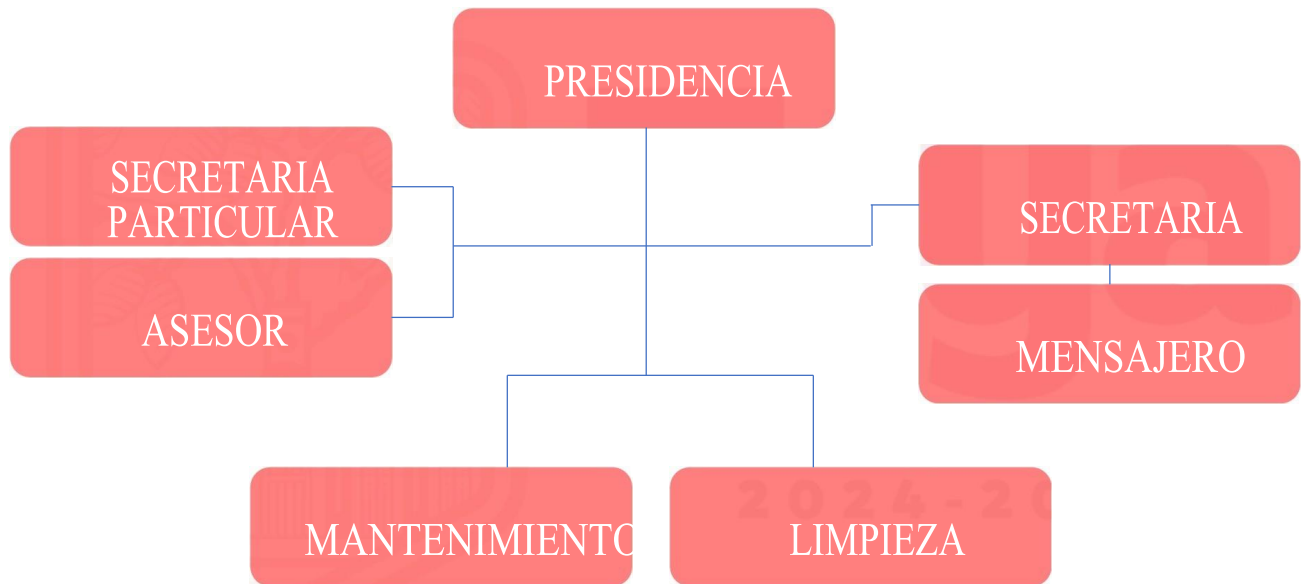 PRESIDENCIA
SECRETARIA
PARTICULAR
SECRETARIA
ASESOR
MENSAJERO
MANTENIMIENTO
LIMPIEZA